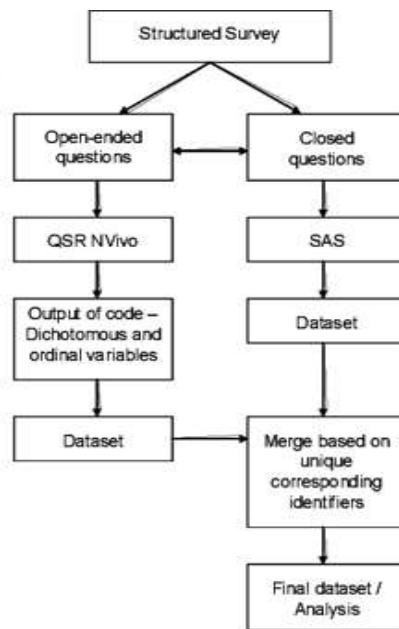 Structured Survey
Open-ended
questions
Closed
questions
QSR NVivo
SAS
Output of code –
Dichotomous and
ordinal variables
Dataset
Dataset
Merge based on
unique
corresponding
identifiers
Final dataset /
Analysis